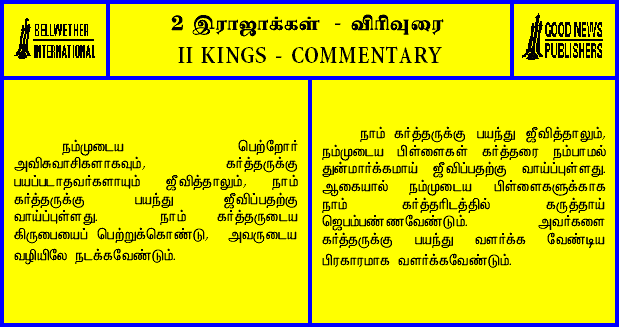 BELLWETHER
INTERNATIONAL
2 இராஜாக்கள் - விரிவுரை
II KINGS - COMMENTARY
GOOD NEWS
PUBLISHERS
நம்முடைய பெற்றோர்
அவிசுவாசிகளாகவும், கர்த்தருக்கு
பயப்படாதவர்களாயும் ஜீவித்தாலும், நாம்
கர்த்தருக்கு பயந்து ஜீவிப்பதற்கு
வாய்ப்புள்ளது. நாம் கர்த்தருடைய
கிருபையைப் பெற்றுக்கொண்டு, அவருடைய
வழியிலே நடக்கவேண்டும்.
நாம் கர்த்தருக்கு பயந்து ஜீவித்தாலும்,
நம்முடைய பிள்ளைகள் கர்த்தரை நம்பாமல்
துன்மார்க்கமாய் ஜீவிப்பதற்கு வாய்ப்புள்ளது.
ஆகையால் நம்முடைய பிள்ளைகளுக்காக
நாம் கர்த்தரிடத்தில் கருத்தாய்
ஜெபம்பண்ணவேண்டும். அவர்களை
கர்த்தருக்கு பயந்து வளர்க்க வேண்டிய
பிரகாரமாக வளர்க்கவேண்டும்.